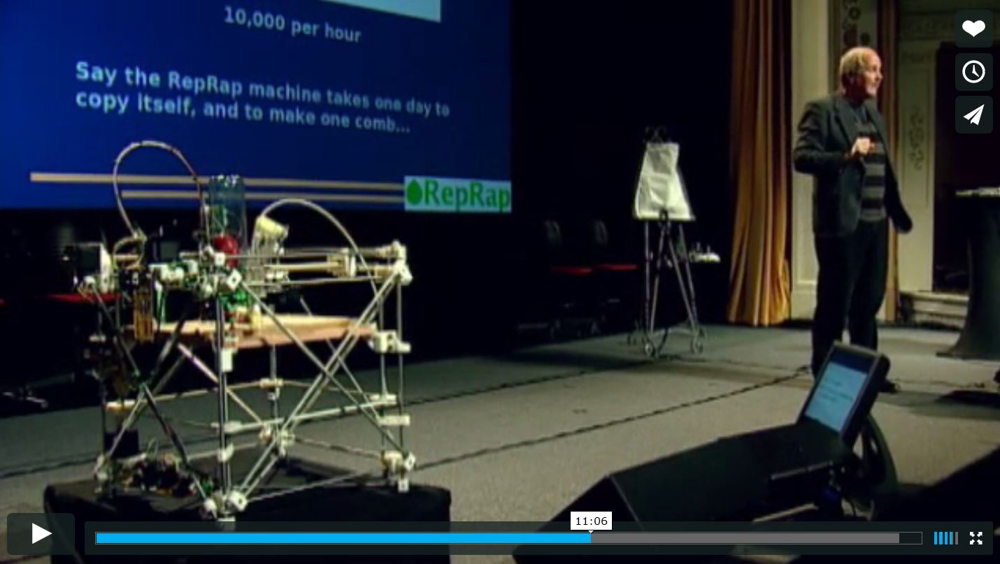 10,000 per hour
Say the RepRap machine takes one day to
copy itself, and to make one comb...
RepRap
11:06